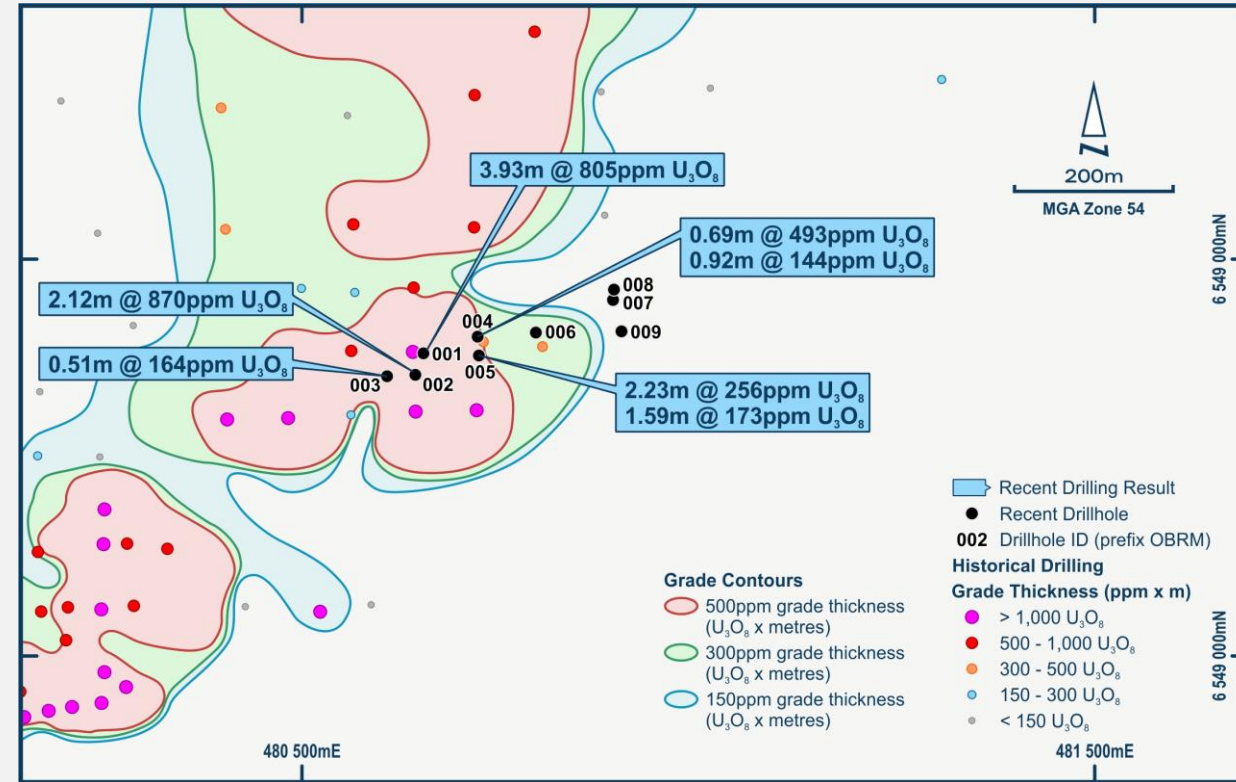 3.93m @ 805ppm U₃O₈
200m
MGA Zone 54
0.69m @ 493ppm U₃O₈
0.92m @ 144ppm U₃O₈
6 549 000mN
2.12m @ 870ppm U₃O₈
008
007
004
006
009
001
0.51m @ 164ppm U₃O₈
005
003
002
2.23m @ 256ppm U₃O₈
1.59m @ 173ppm U₃O₈
Recent Drilling Result
Recent Drillhole
002 Drillhole ID (prefix OBRM)
Historical Drilling
Grade Thickness (ppm x m)
> 1,000 U₃O₈
500 - 1,000 U₃O₈
300 - 500 U₃O₈
150 - 300 U₃O₈
< 150 U₃O₈
Grade Contours
500ppm grade thickness
(U₃O₈ x metres)
300ppm grade thickness
(U₃O₈ x metres)
150ppm grade thickness
(U₃O₈ x metres)
6 549 000mN
480 500mE
481 500mE